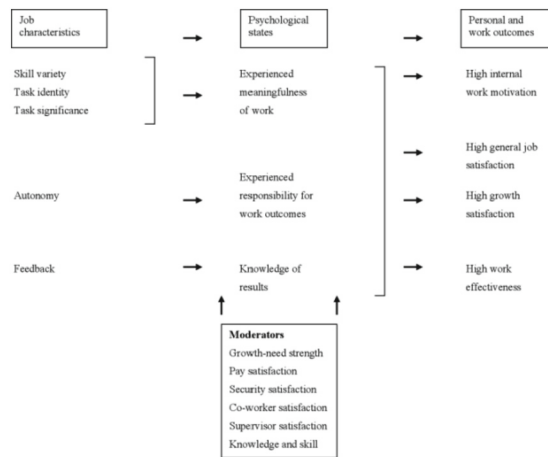 Job
characteristics
Psychological
states
Personal and
work outcomes
Skill variety
Task identity
Task significance
Experienced
meaningfulness
of work
High internal
work motivation
High general job
satisfaction
Autonomy
Experienced
responsibility for
work outcomes
High growth
satisfaction
Feedback
Knowledge of
results
High work
effectiveness
Moderators
Growth-need strength
Pay satisfaction
Security satisfaction
Co-worker satisfaction
Supervisor satisfaction
Knowledge and skill